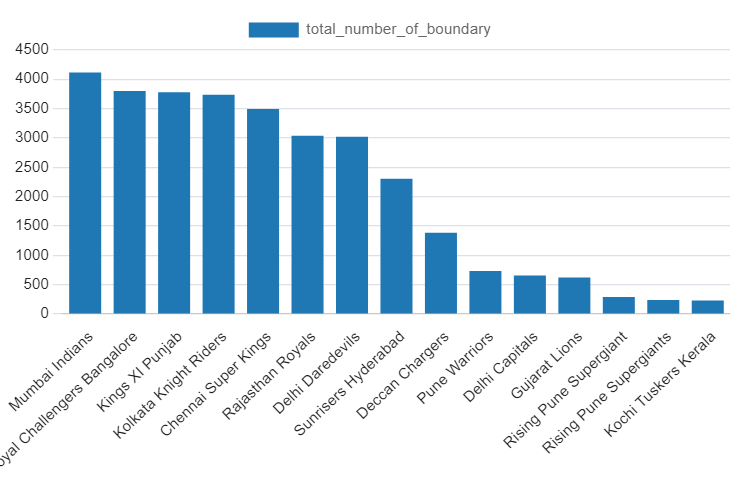 total_number_of_boundary
4500
4000
3500
3000
2500
2000
1500
1000
500
0
Mumbai Indians
oyal Challengers Bangalore
Kings XI Punjab
Kolkata Knight Riders
Chennai Super Kings
Rajasthan Royals
Delhi Daredevils
Sunrisers Hyderabad
Deccan Chargers
Pune Warriors
Delhi Capitals
Gujarat Lions
Rising Pune Supergiant
Rising Pune Supergiants
Kochi Tuskers Kerala